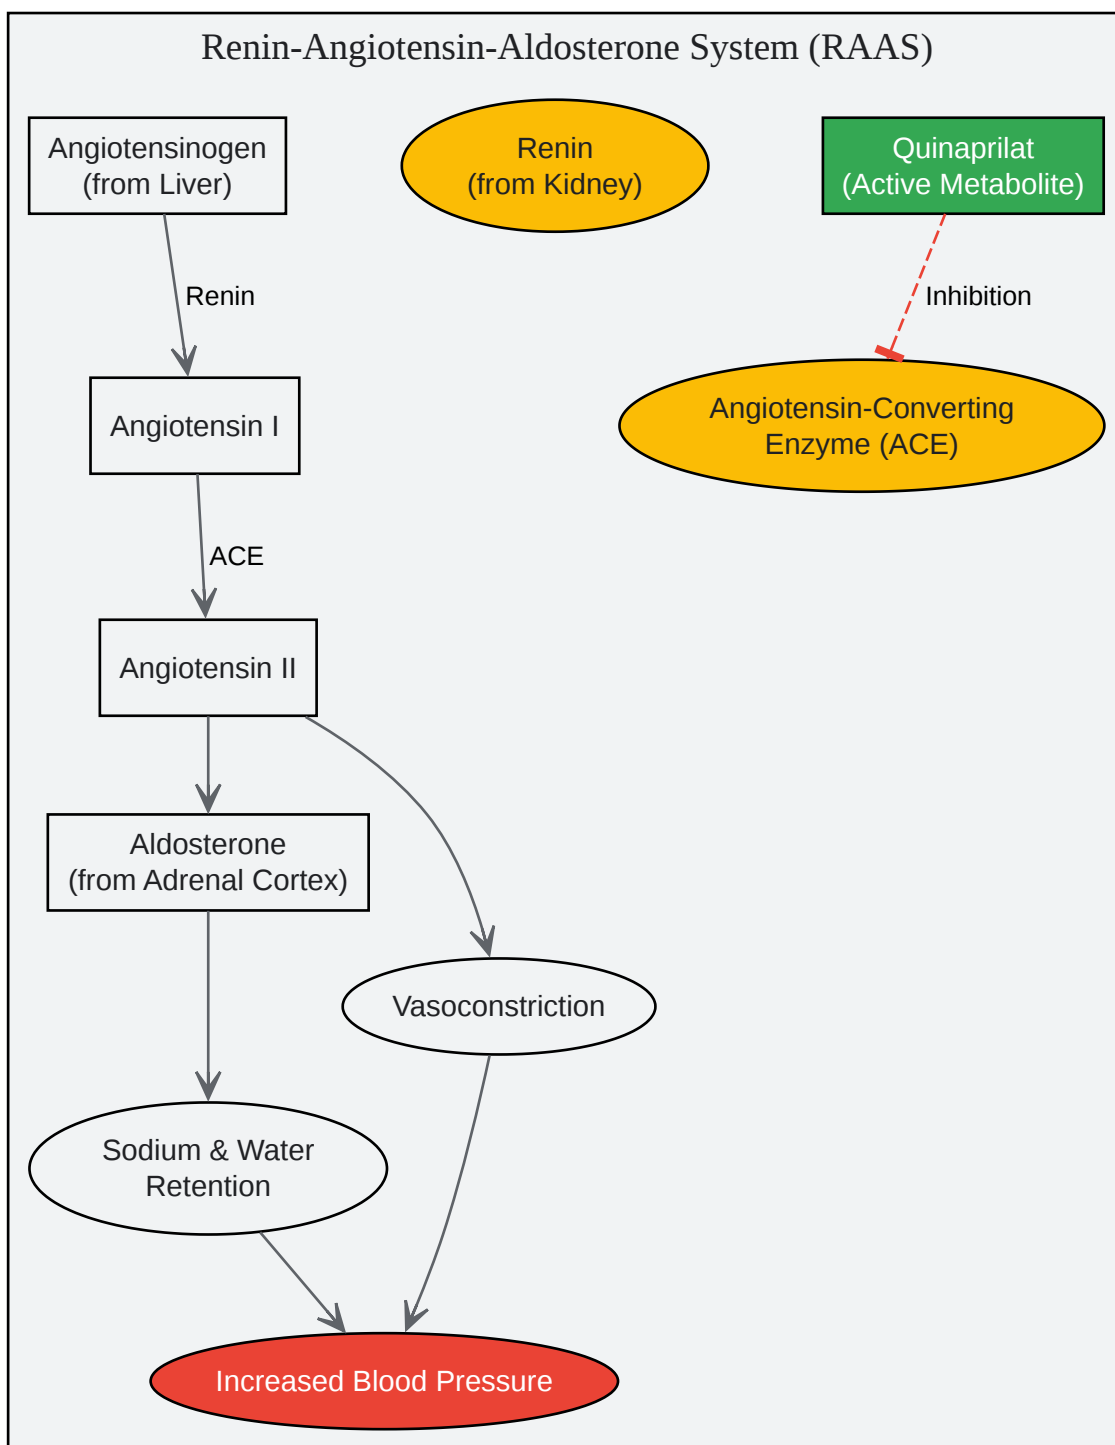 Renin-Angiotensin-Aldosterone System (RAAS)
Angiotensinogen
(from Liver)
Renin
(from Kidney)
Quinaprilat
(Active Metabolite)
Renin
Inhibition
Angiotensin I
Angiotensin-Converting
Enzyme (ACE)
ACE
Angiotensin II
Aldosterone
(from Adrenal Cortex)
Vasoconstriction
Sodium & Water
Retention
Increased Blood Pressure